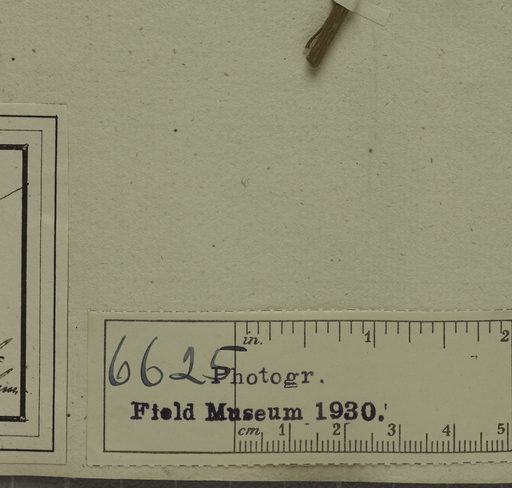 in. 1 2
6625
Photogr.
Field Museum 1930.
cm. 1 2 3 4 5